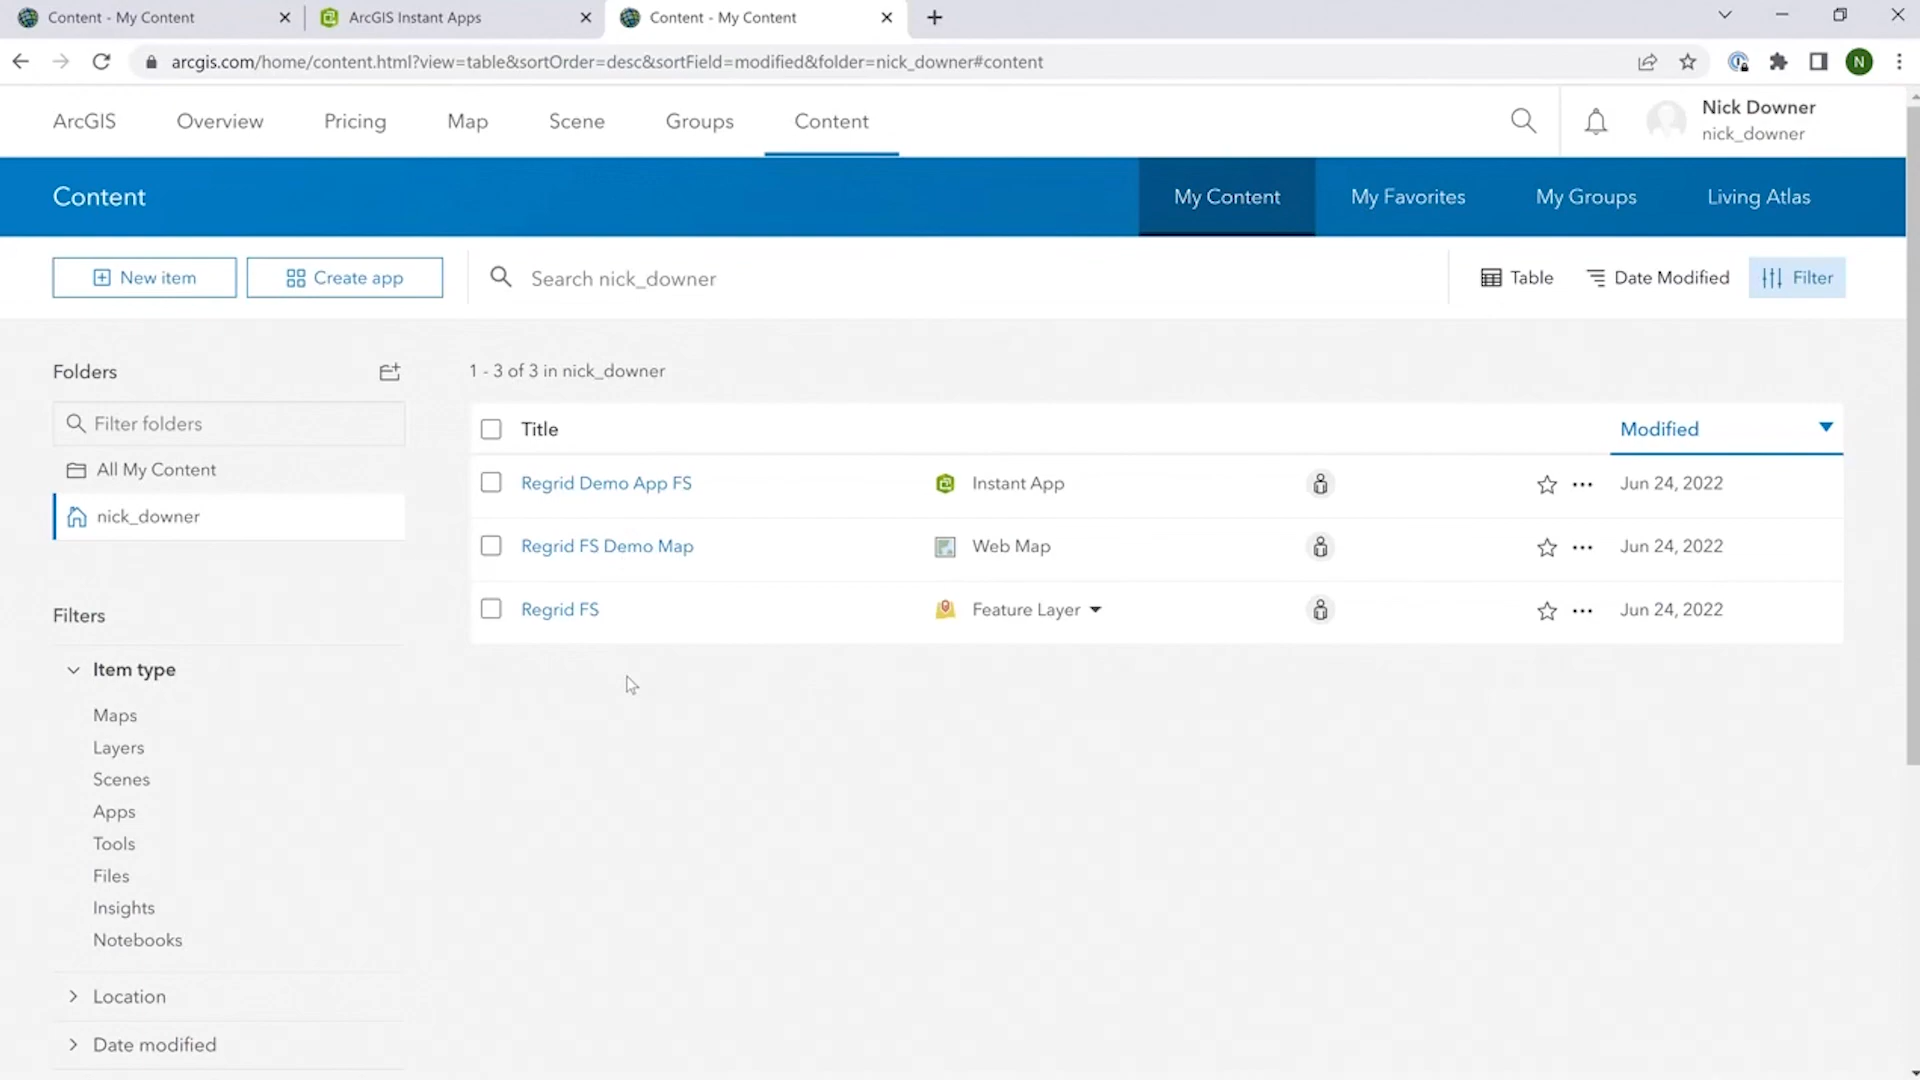 Content - My Content
ArcGIS Instant Apps
Content - My Content
arcgis.com/home/content.html?view=table&sortOrder=desc&sortField=modified&folder=nick_downer#content
N
ArcGIS Overview Pricing Map Scene Groups Content
Nick Downer
nick_downer
Content
My Content My Favorites My Groups Living Atlas
New item Create app Search nick_downer Table Date Modified Filter
Folders
1 - 3 of 3 in nick_downer
Filter folders
All My Content
nick_downer
Title Modified
Regrid Demo App FS Instant App Jun 24, 2022
Regrid FS Demo Map Web Map Jun 24, 2022
Regrid FS Feature Layer Jun 24, 2022
Filters
Item type
Maps
Layers
Scenes
Apps
Tools
Files
Insights
Notebooks
Location
Date modified